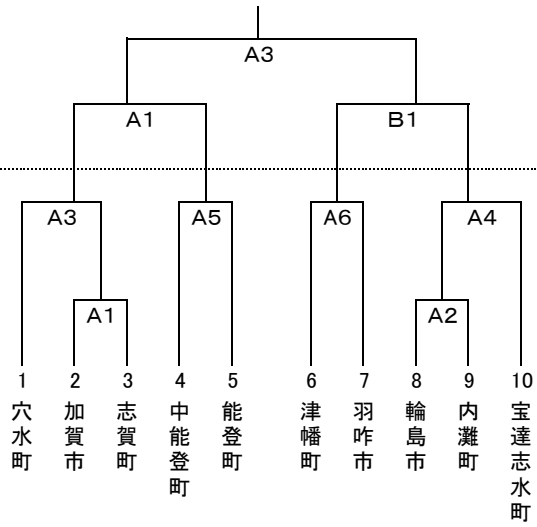 A3
A1
B1
A3
A5
A6
A4
A1
A2
1
2
3
4
5
6
7
8
9
10
穴水町
加賀市
志賀町
中能登町
能登町
津幡町
羽咋市
輪島市
内灘町
宝達志水町